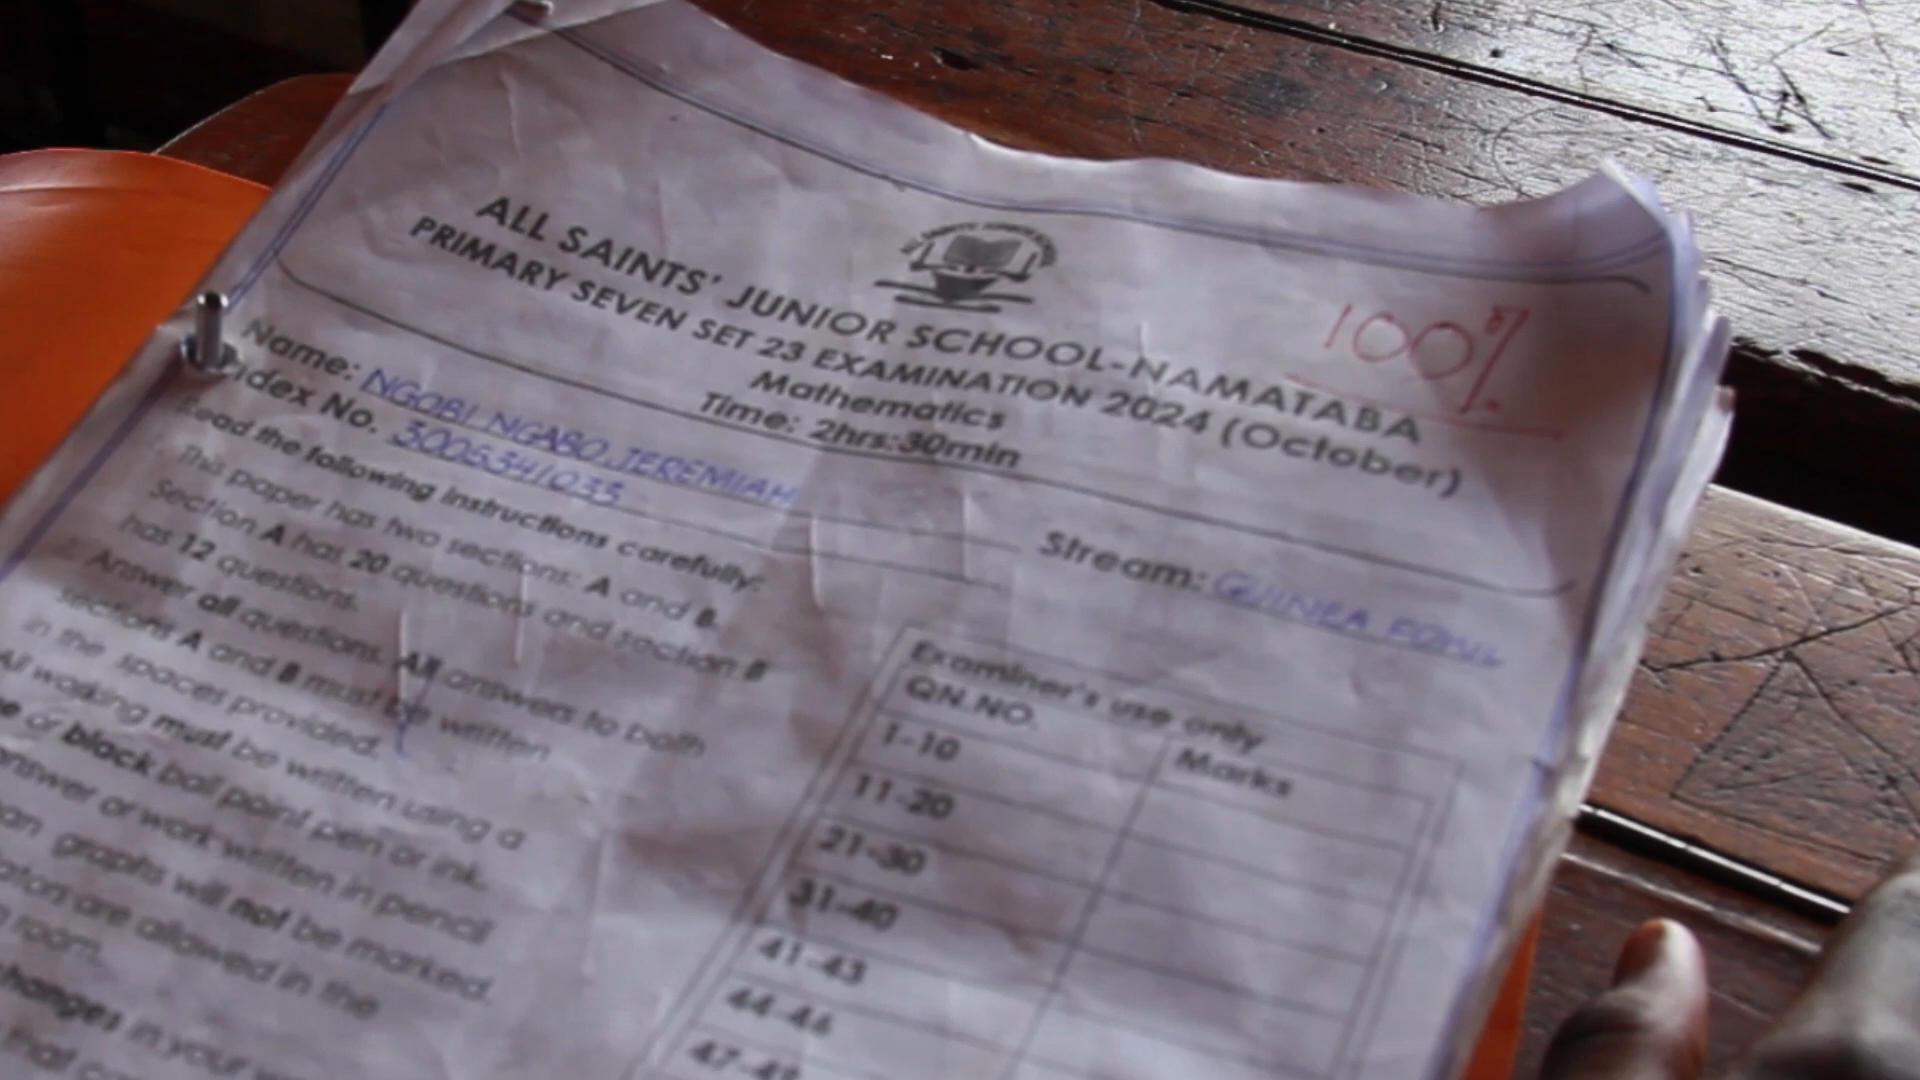 ALL SAINTS' JUNIOR SCHOOL-NAMATABA
PRIMARY SEVEN SET 23 EXAMINATION 2024 (October)
Mathematics
Time: 2hrs:30min
100%
Name: NGOBI NGABO JEREMIAH
Index No. 300534/033
Stream: GUINEA FOWL
Read the following instructions carefully:
This paper has two sections: A and B.
Section A has 20 questions and section B
has 12 questions.
Answer all questions. All answers to both
sections A and B must be written
in the spaces provided.
All working must be written using a
or black ball point pen or ink.
answer or work written in pencil
graphs will not be marked.
are allowed in the
room.
changes in your
that
Examiner's use only
QN.NO. Marks
1-10
11-20
21-30
31-40
41-43
44-46